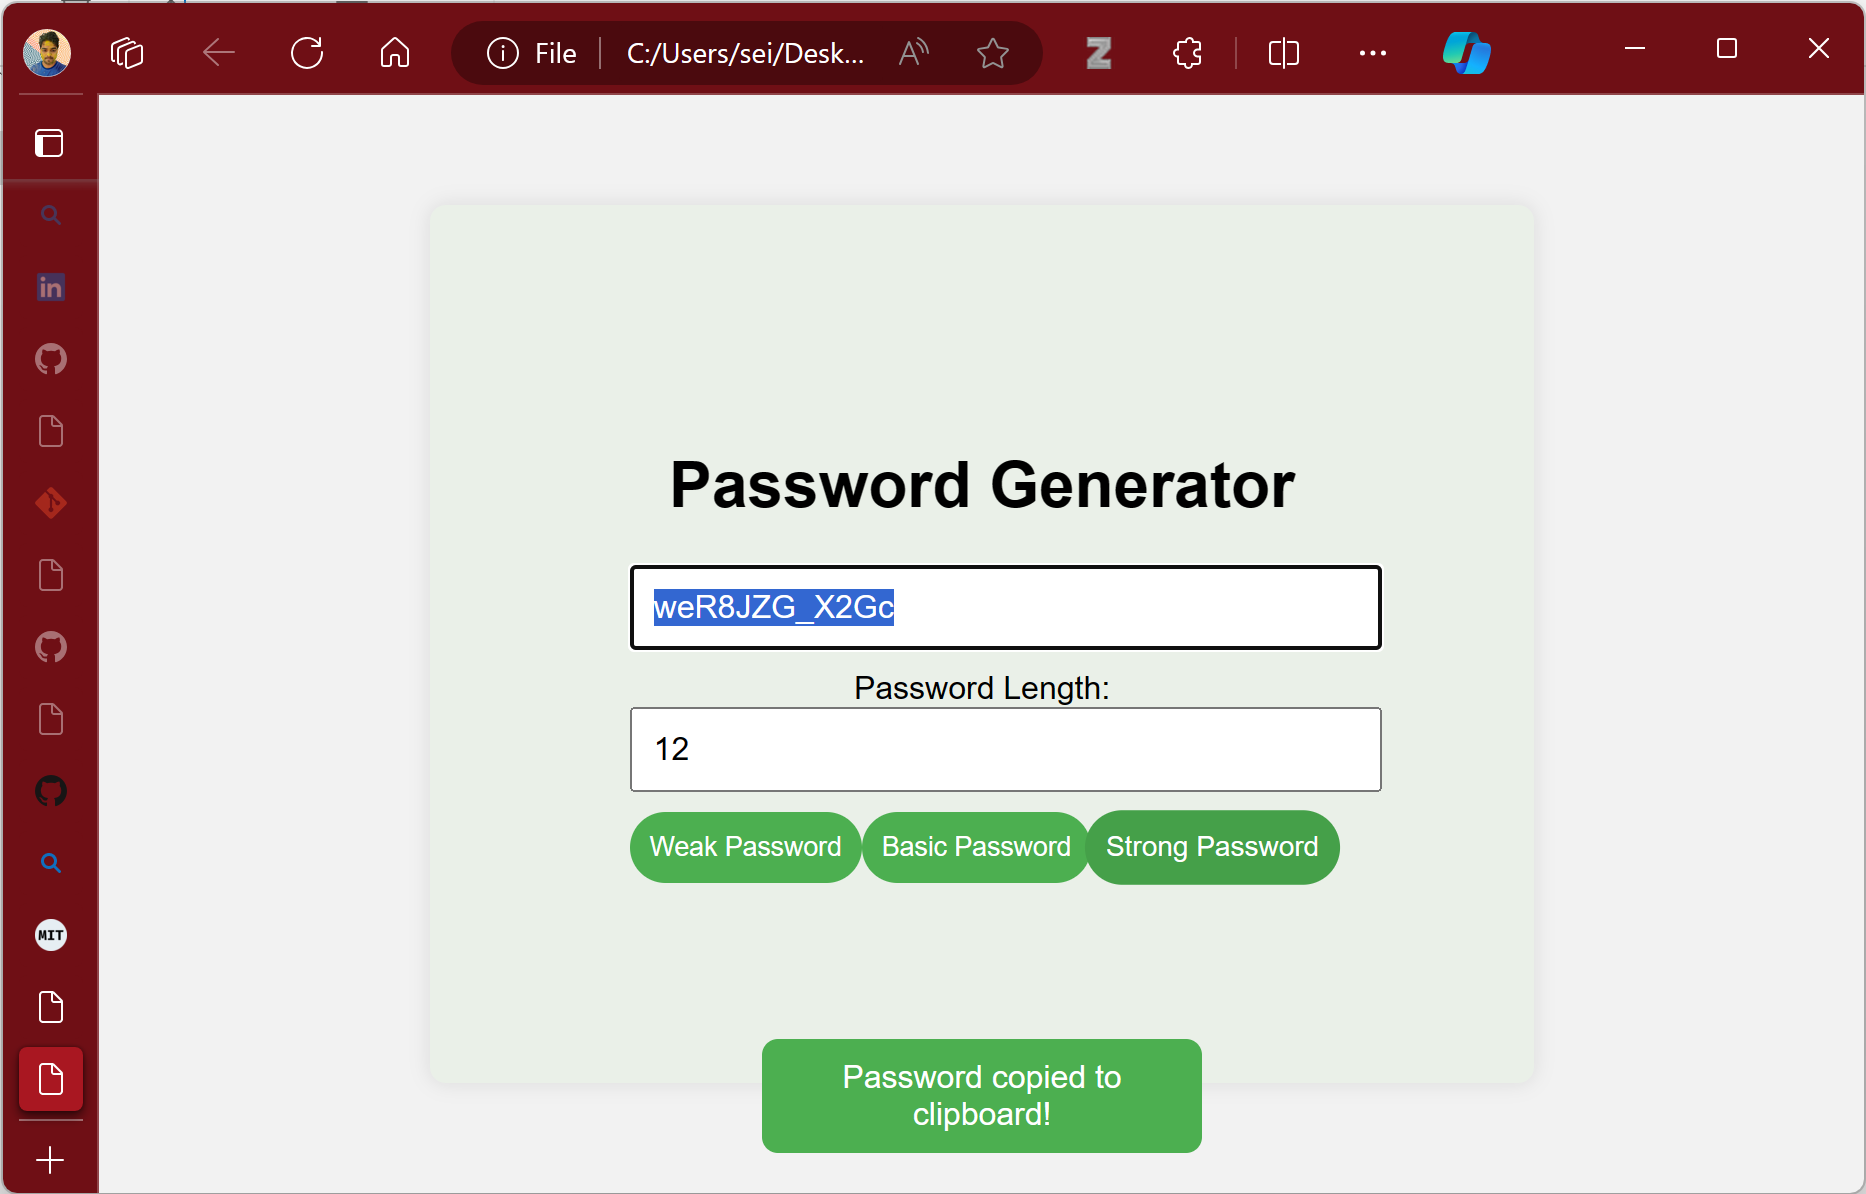 File
C:/Users/sei/Desk...
in
MIT
Password Generator
weR8JZG_X2Gc
Password Length:
12
Weak Password
Basic Password
Strong Password
Password copied to
clipboard!